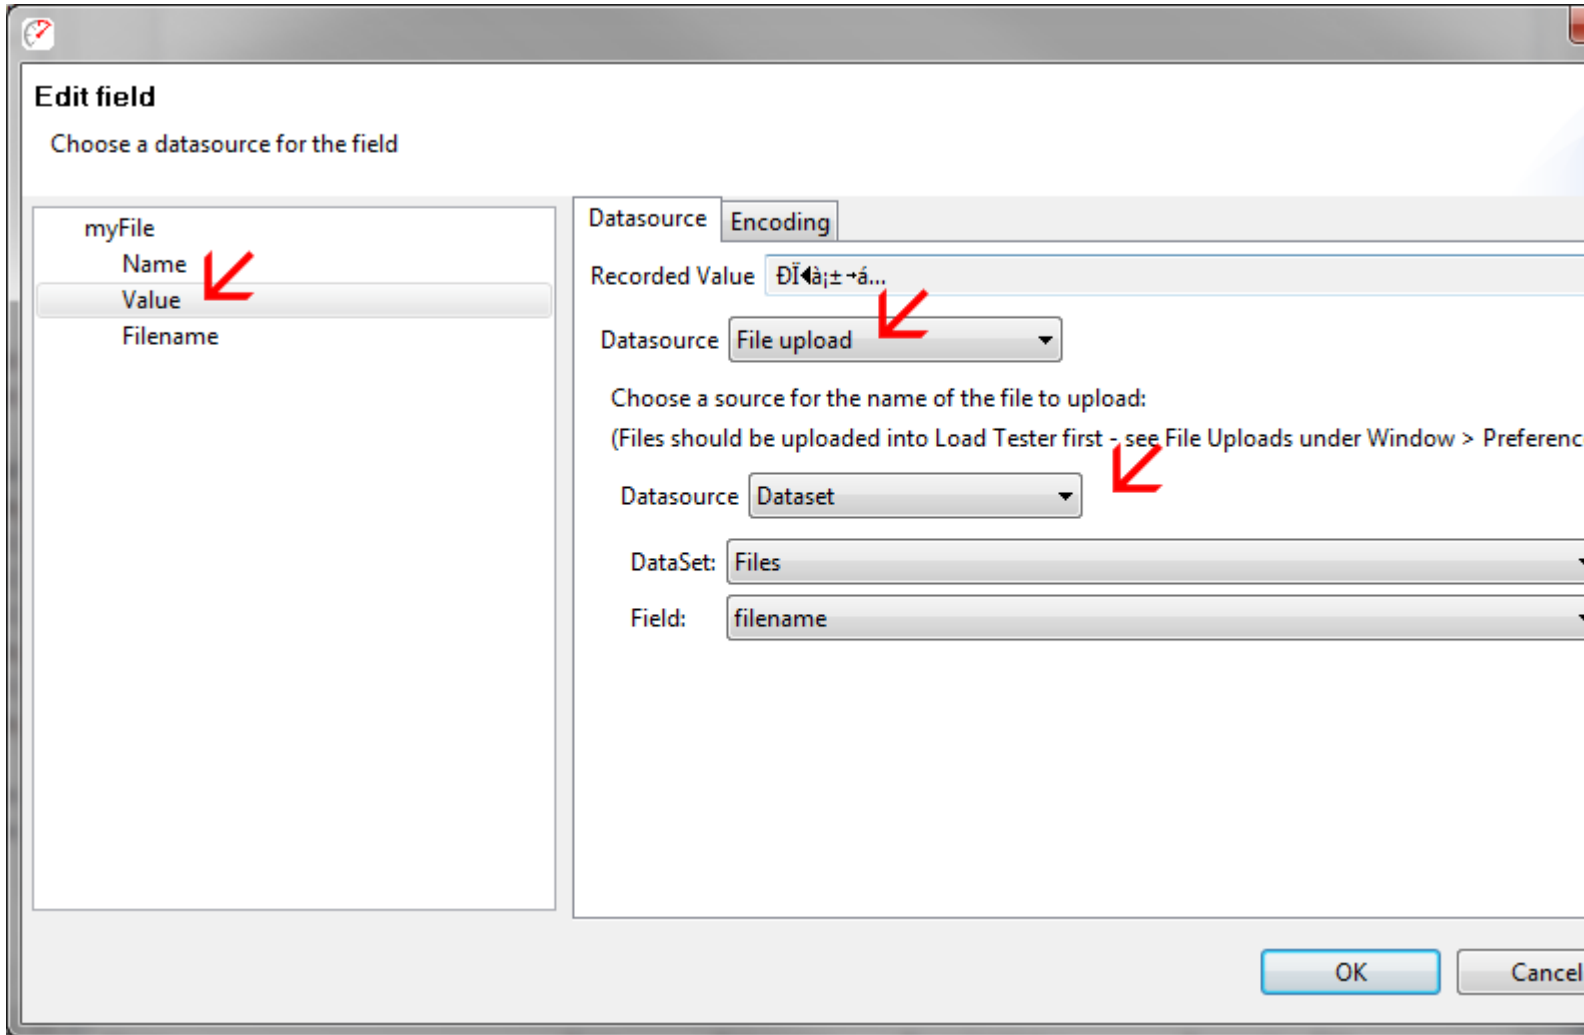 Edit field
Choose a datasource for the field
myFile
Name
Value
Filename
Datasource Encoding
Recorded Value ÐÏ◀à¡±→á...
Datasource File upload
Choose a source for the name of the file to upload:
(Files should be uploaded into Load Tester first - see File Uploads under Window > Preferenc
Datasource Dataset
DataSet: Files
Field: filename
OK Cancel